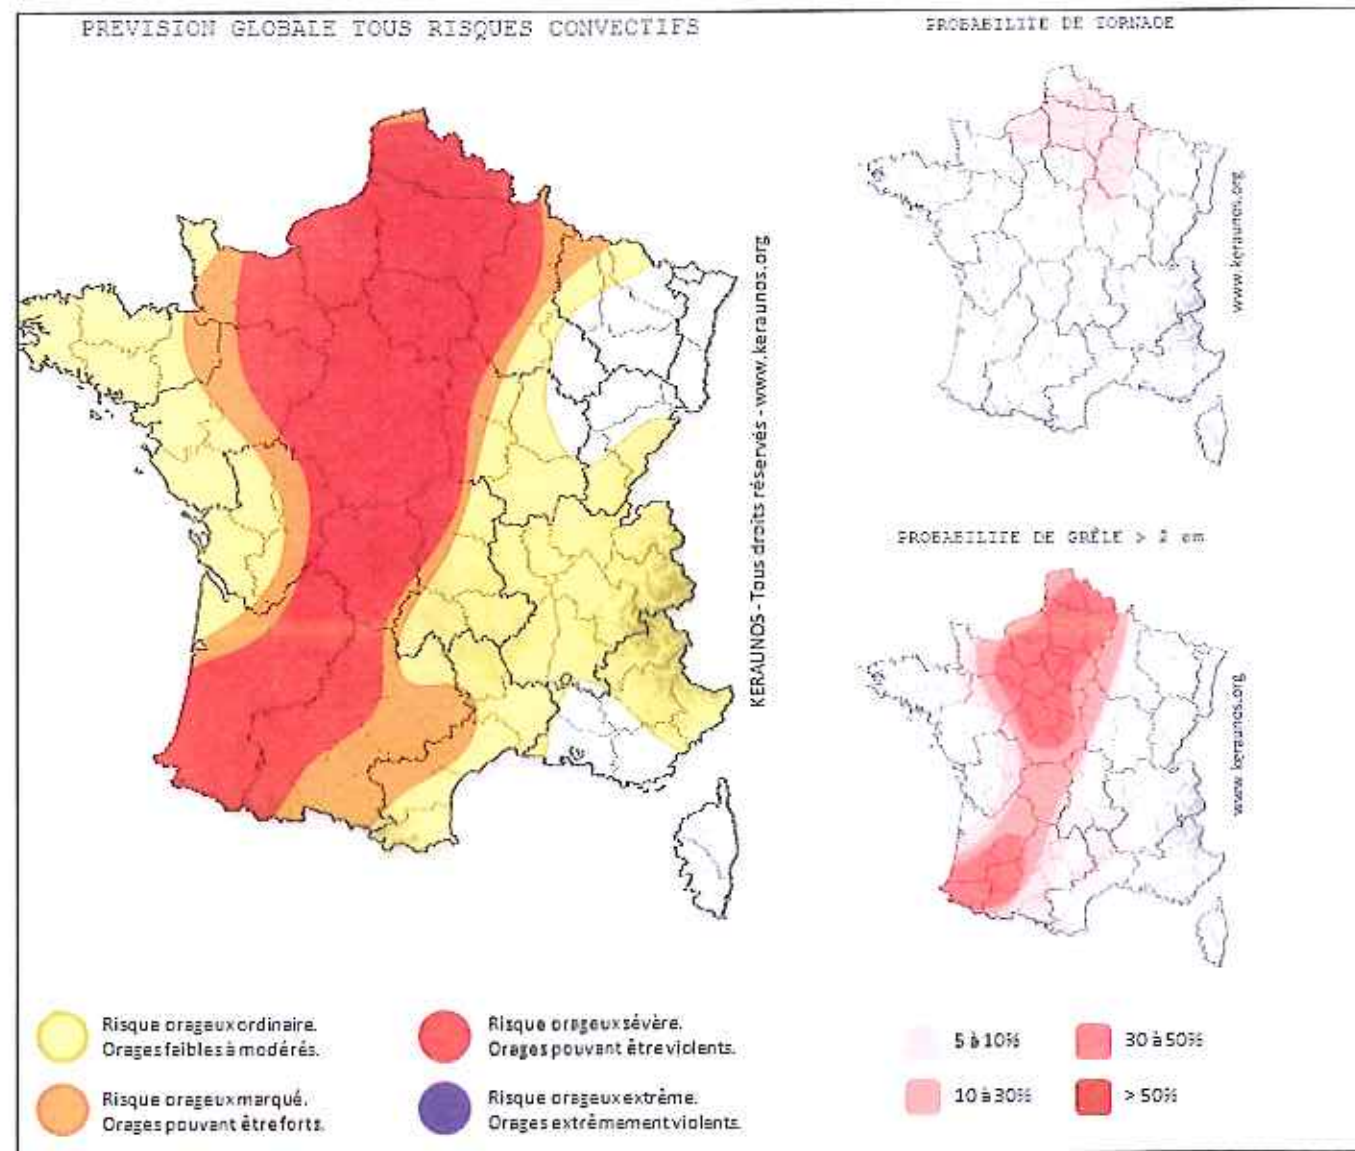 PREVISION GLOBALE TOUS RISQUES CONVECTIFS
KERAUNOS - Tous droits réservés - www.keraunos.org
Risque orageux ordinaire.
Orages faibles à modérés.
Risque orageux marqué.
Orages pouvant être forts.
Risque orageux sévère.
Orages pouvant être violents.
Risque orageux extrême.
Orages extrêmement violents.
PROBABILITE DE TORNADE
www.keraunos.org
PROBABILITE DE GRÊLE > 2 cm
www.keraunos.org
5 à 10%
10 à 30%
30 à 50%
> 50%